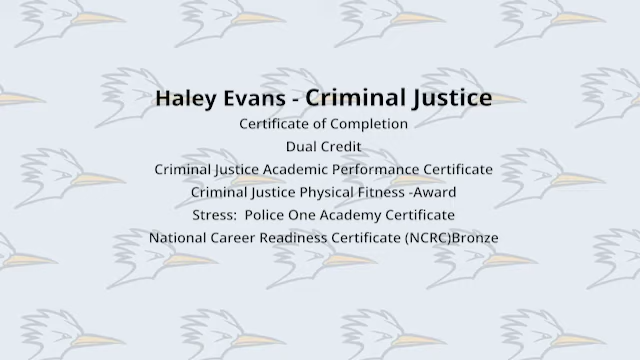 Haley Evans - Criminal Justice
Certificate of Completion
Dual Credit
Criminal Justice Academic Performance Certificate
Criminal Justice Physical Fitness -Award
Stress:  Police One Academy Certificate
National Career Readiness Certificate (NCRC)Bronze